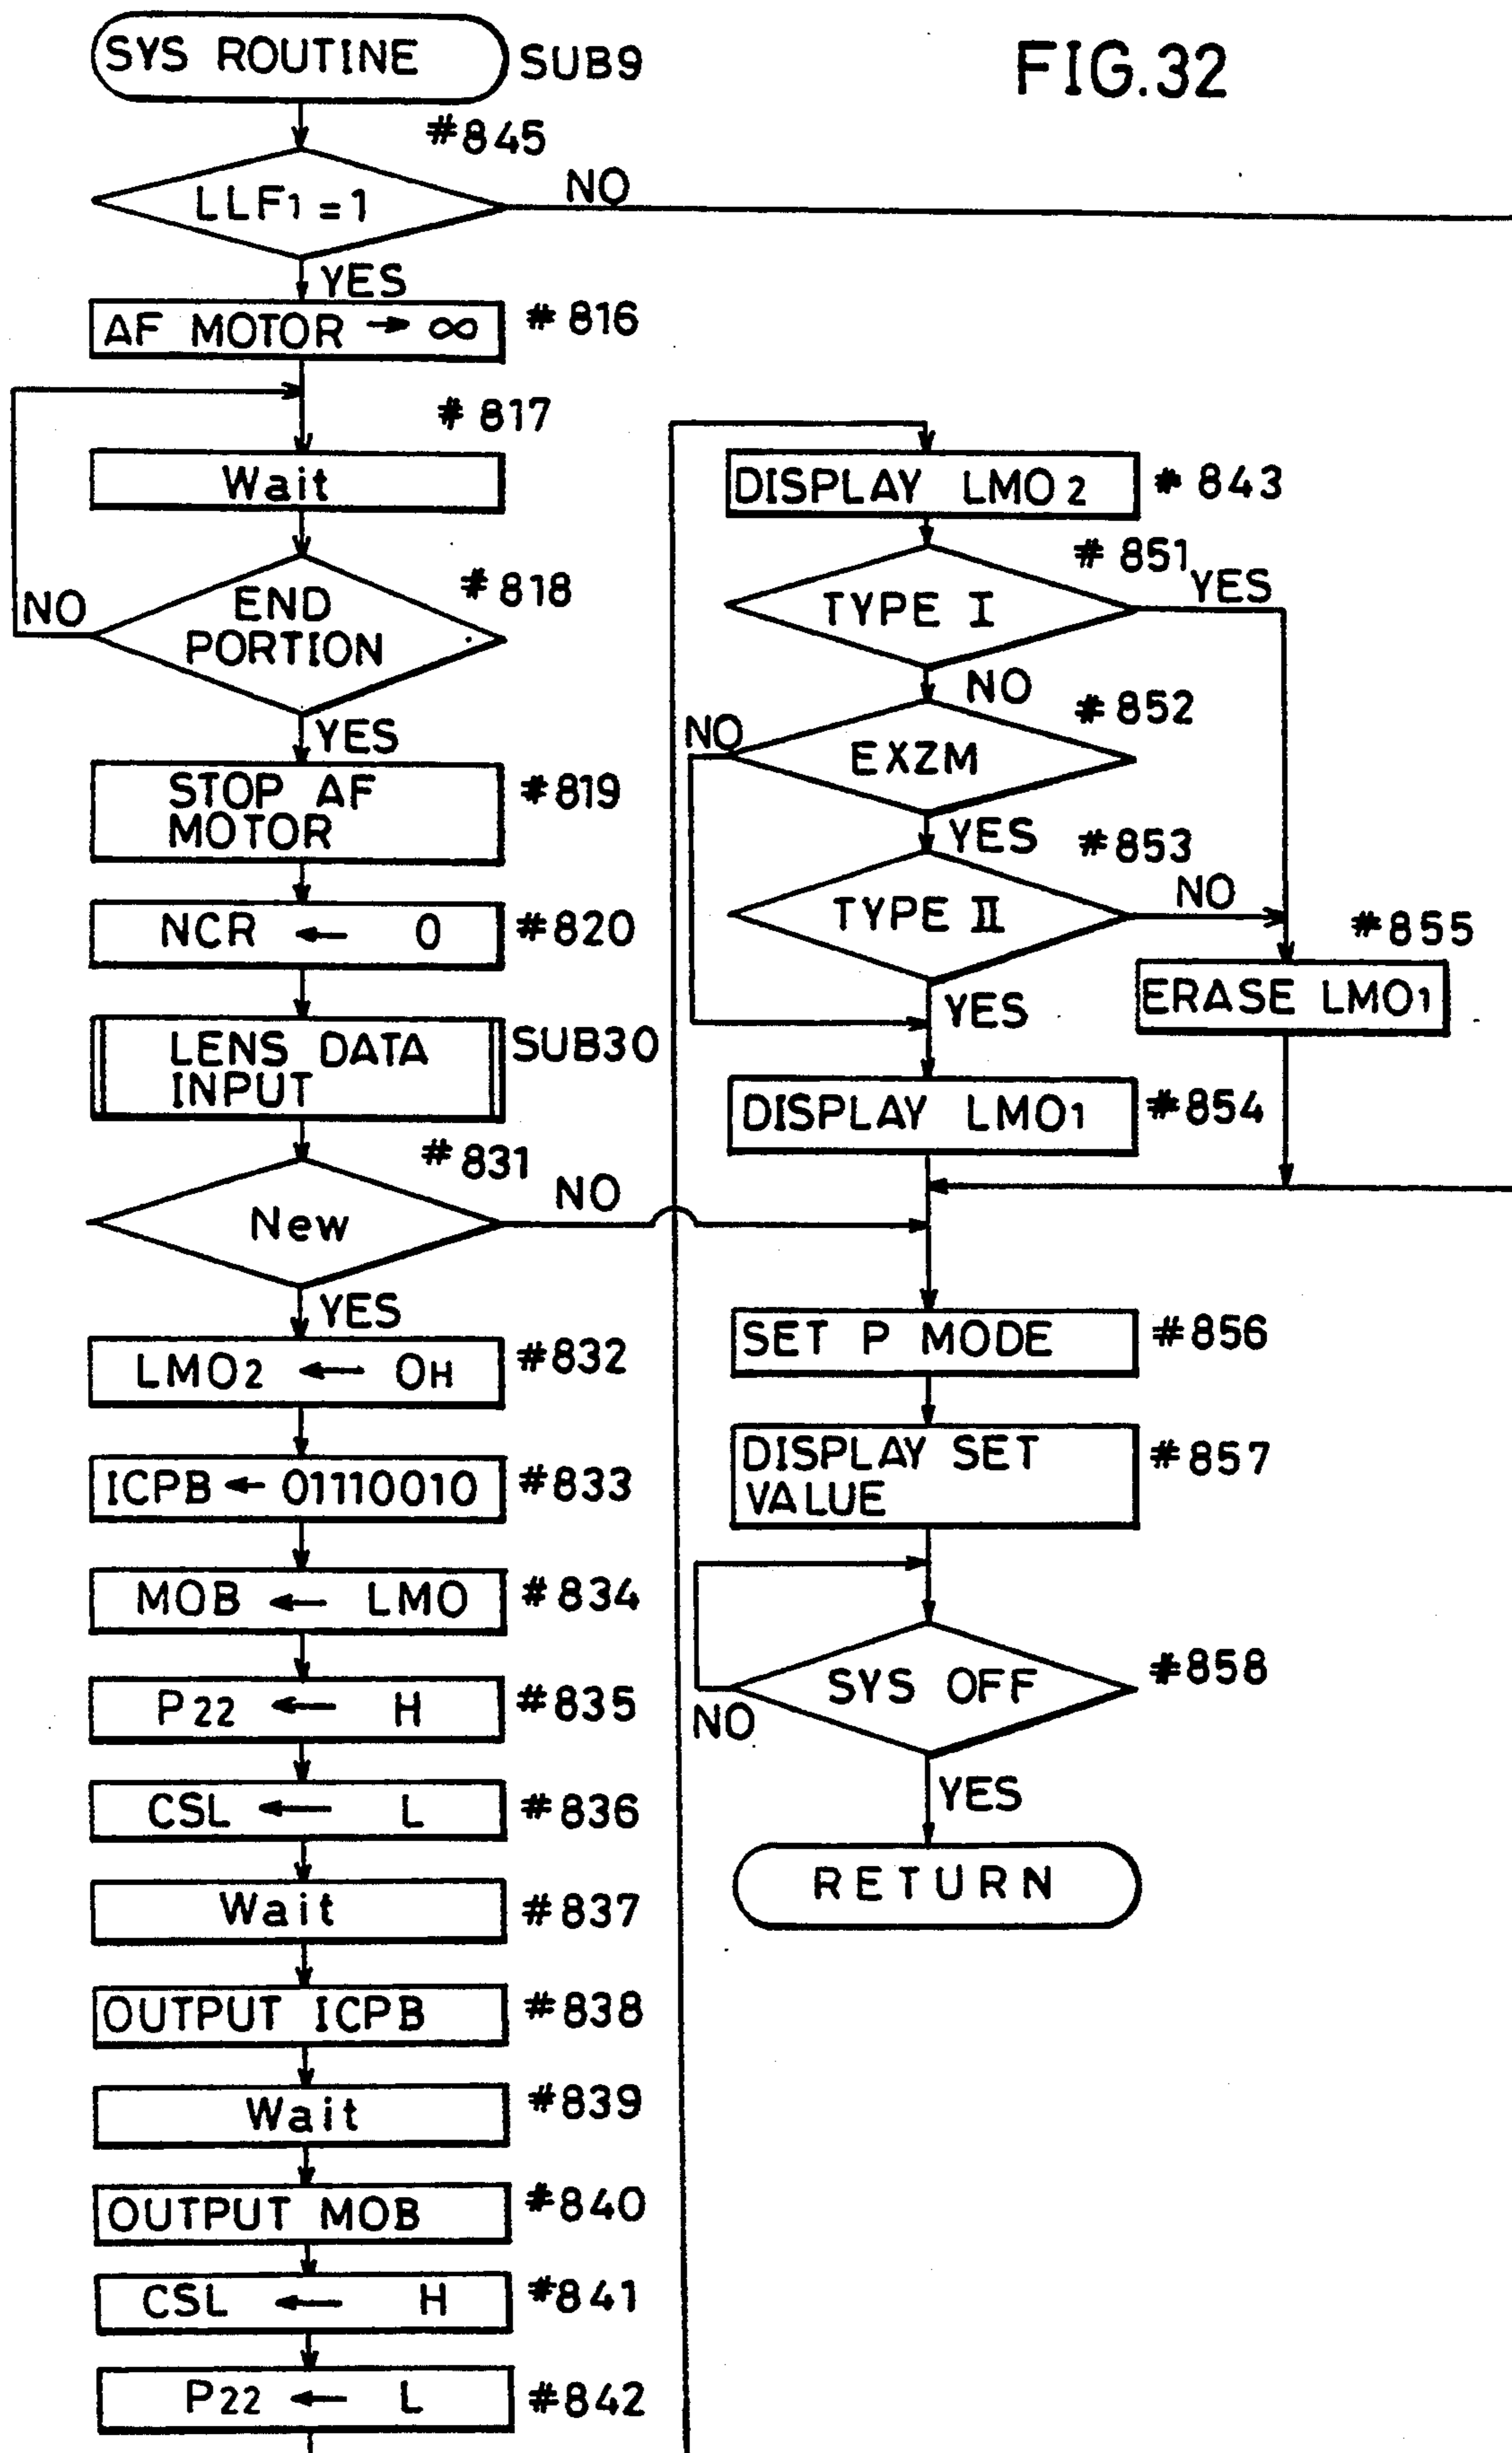 FIG.32
SYS ROUTINE SUB9
#845
LLF1 = 1
NO
YES
AF MOTOR → ∞ #816
#817
Wait
#818
END
PORTION
NO
YES
STOP AF
MOTOR
#819
NCR ← 0 #820
LENS DATA
INPUT
SUB30
#831
New
NO
YES
LMO2 ← OH #832
ICPB ← 01110010 #833
MOB ← LMO #834
P22 ← H #835
CSL ← L #836
Wait #837
OUTPUT ICPB #838
Wait #839
OUTPUT MOB #840
CSL ← H #841
P22 ← L #842
DISPLAY LMO2 #843
#851
TYPE I
YES
NO
#852
EXZM
NO
YES
#853
TYPE II
NO
YES
#855
ERASE LMO1
DISPLAY LMO1 #854
SET P MODE #856
DISPLAY SET
VALUE
#857
SYS OFF #858
NO
YES
RETURN